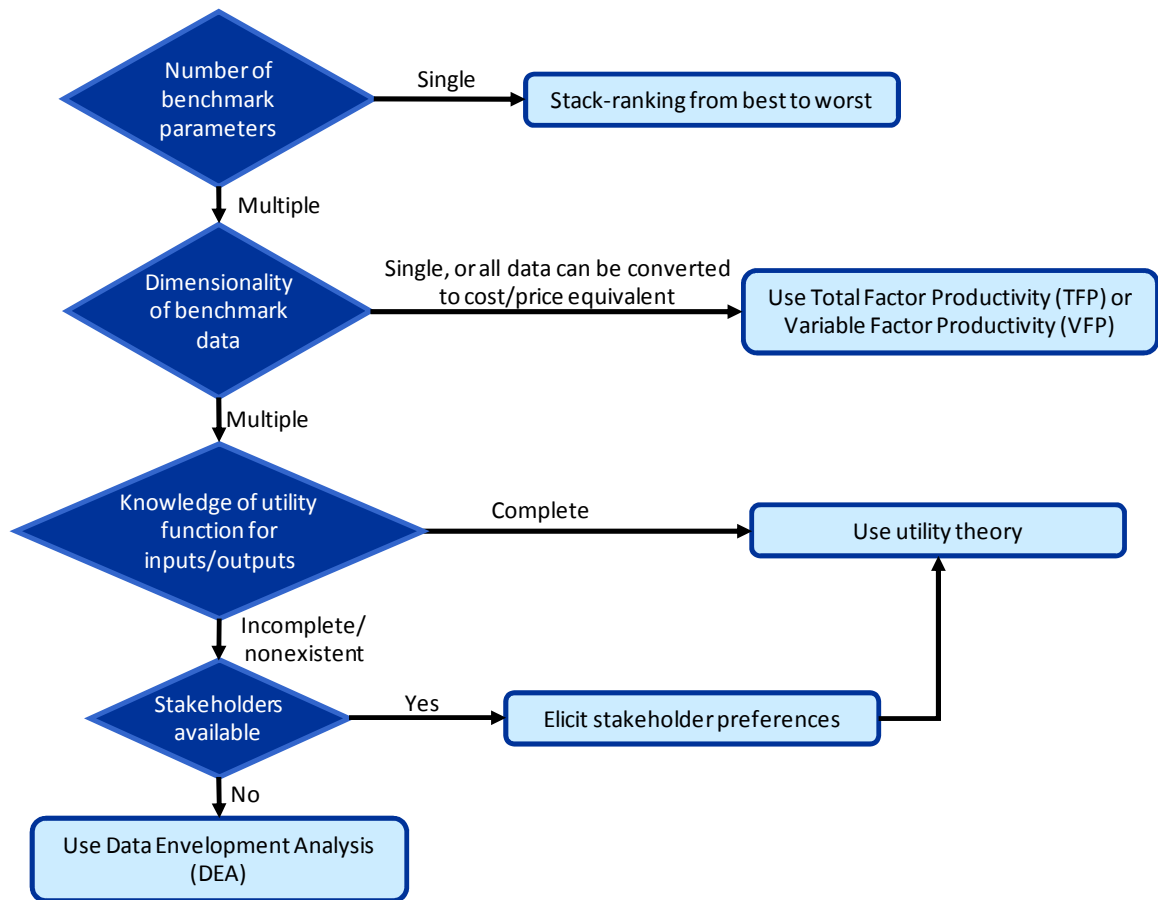 Number of
benchmark
parameters
Single
Stack-ranking from best to worst
Multiple
Dimensionality
of benchmark
data
Single, or all data can be converted
to cost/price equivalent
Use Total Factor Productivity (TFP) or
Variable Factor Productivity (VFP)
Multiple
Knowledge of utility
function for
inputs/outputs
Complete
Use utility theory
Incomplete/
nonexistent
Stakeholders
available
Yes
Elicit stakeholder preferences
No
Use Data Envelopment Analysis
(DEA)